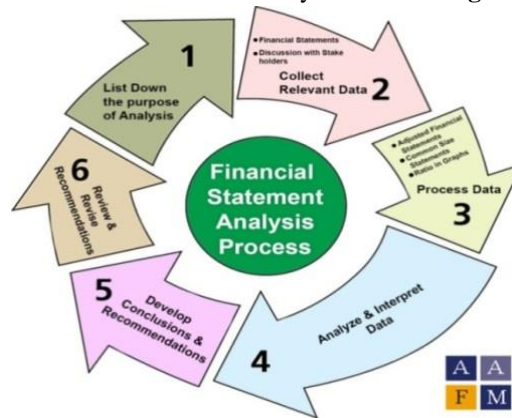 1
List Down
the purpose
of Analysis
• Financial Statements
• Discussion with Stake
holders
Collect
Relevant Data 2
• Adjusted Financial
Statements
• Common Size
Statements
• Ratio in Graphs
Process Data
3
Analyze & Interpret
Data
4
5
Develop
Conclusions &
Recommendations
6
Review &
Revise
Recommendations
Financial
Statement
Analysis
Process
A A
F M